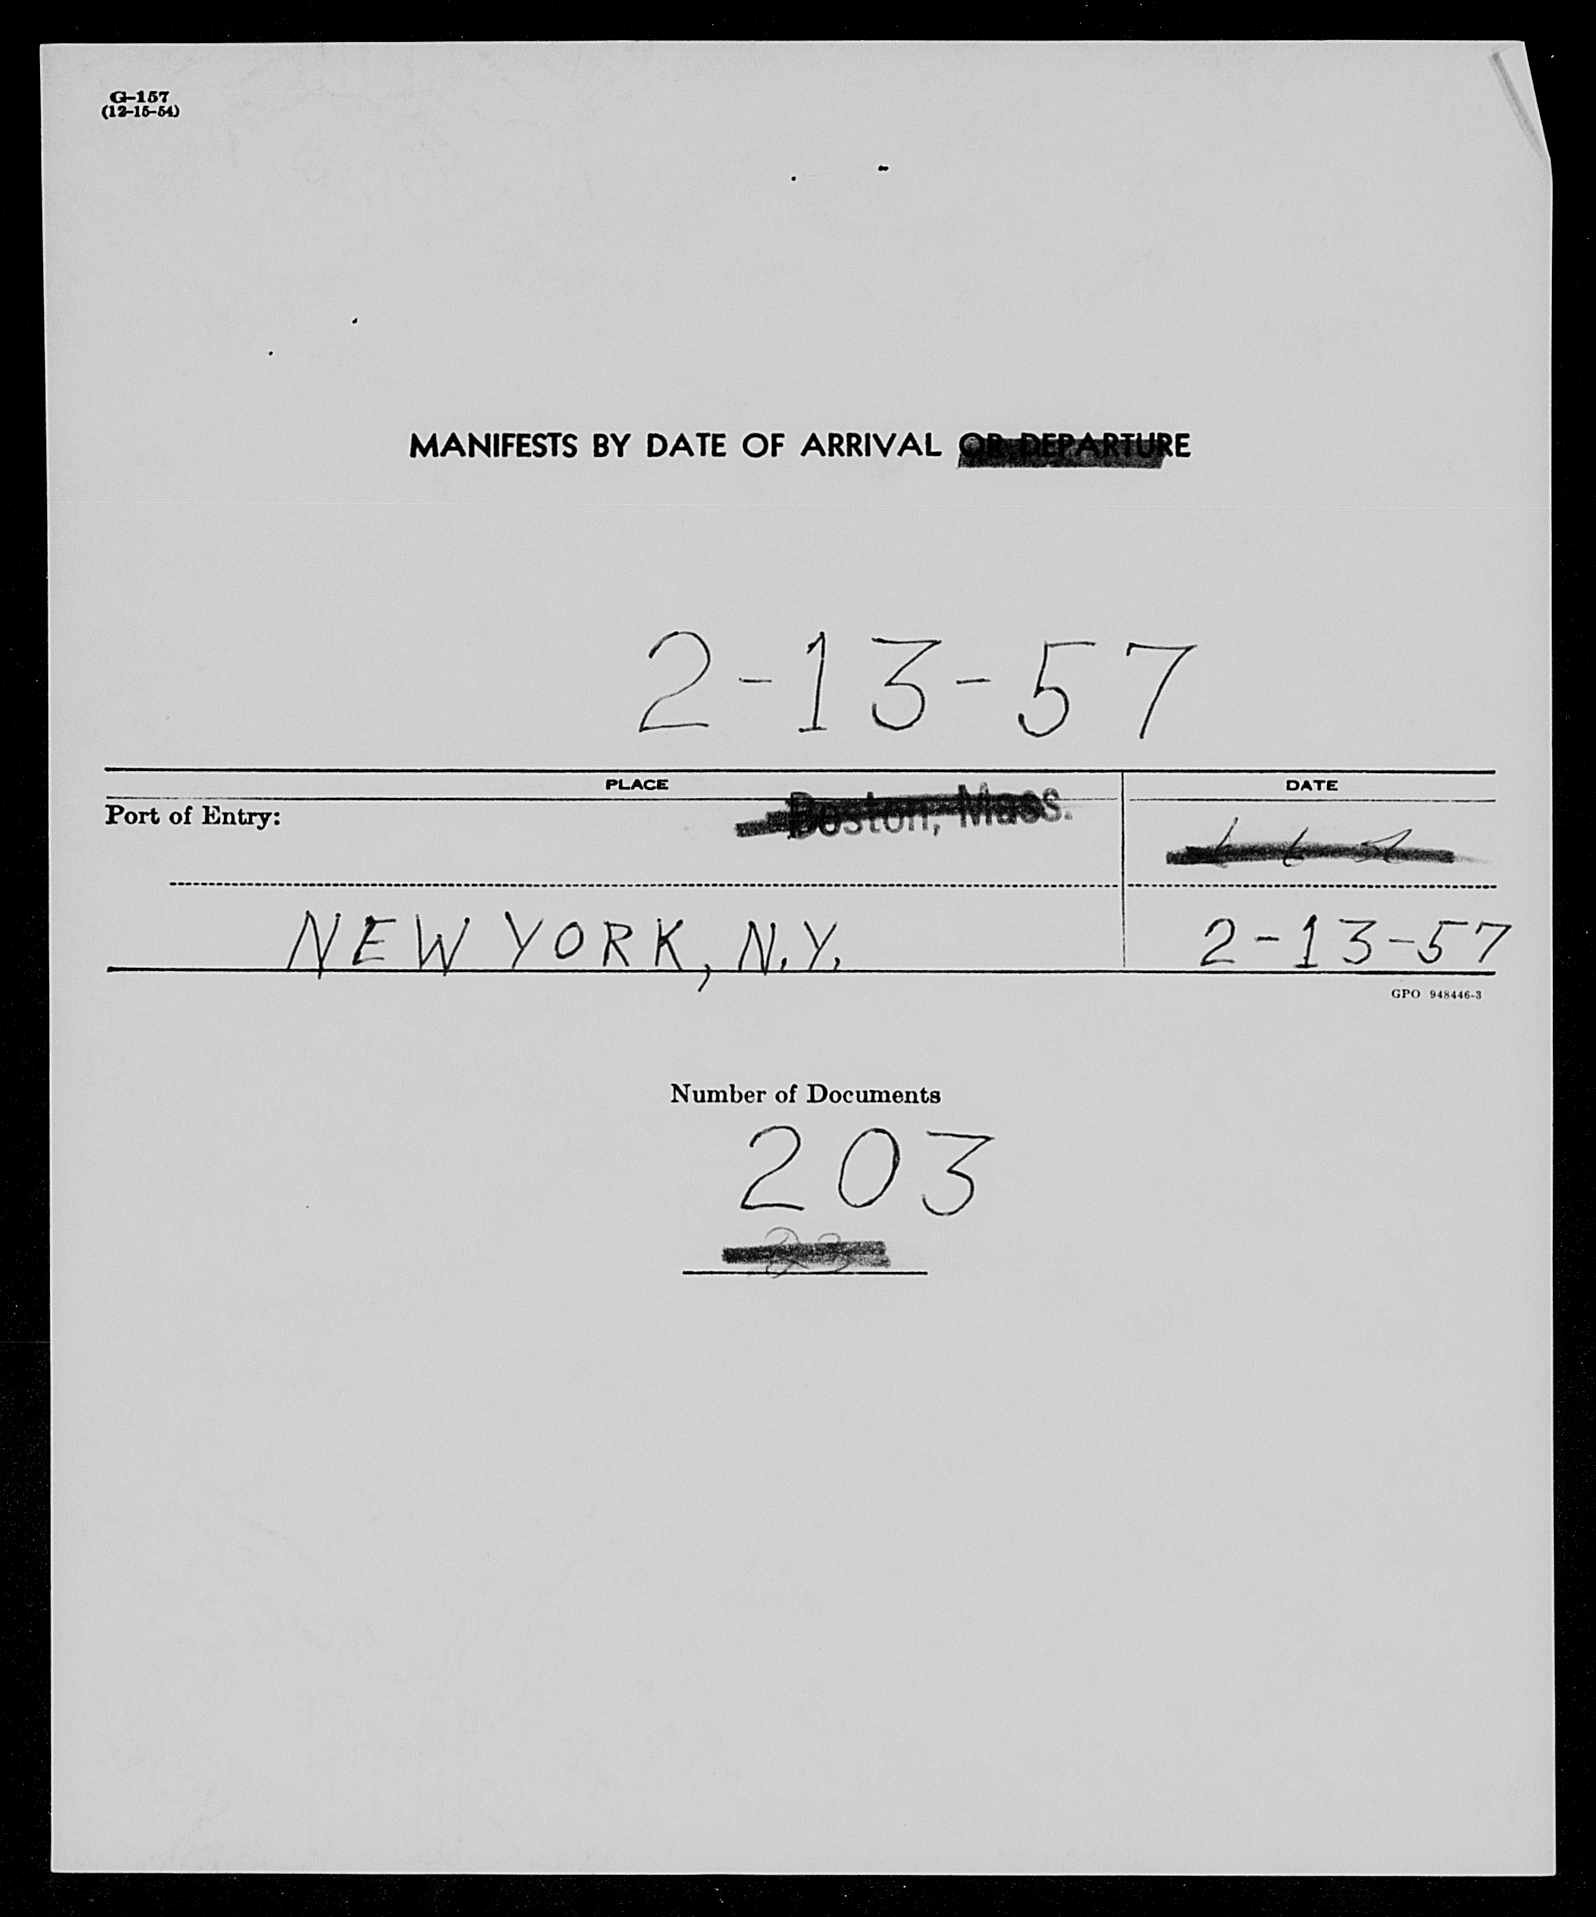 G-157
(12-15-54)
MANIFESTS BY DATE OF ARRIVAL OR DEPARTURE
2-13-57
PLACE DATE
Boston, Mass.
Port of Entry:
NEW YORK, N.Y. 2-13-57
GPO 948446-3
Number of Documents
203